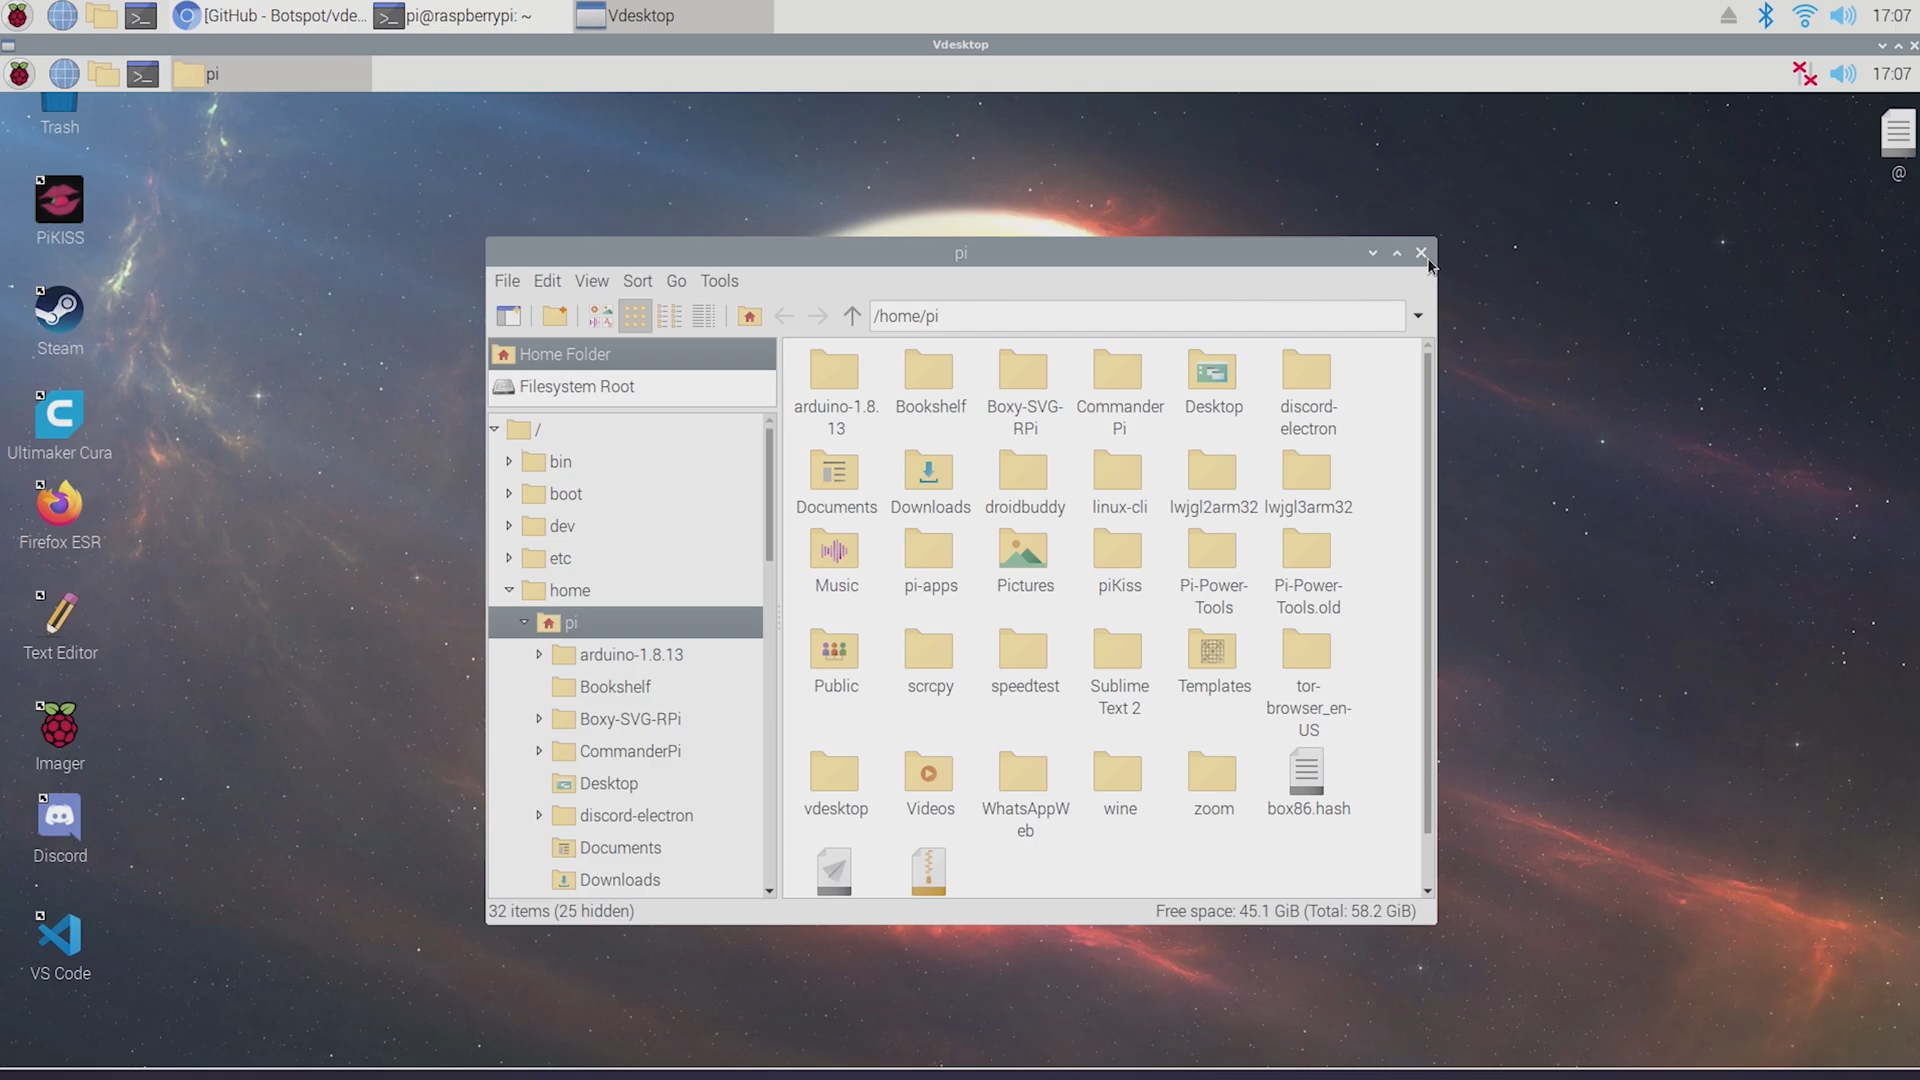 [GitHub - Botspot/vde...
pi@raspberrypi: ~
Vdesktop
17:07
Vdesktop
pi
17:07
Trash
PiKISS
Steam
Ultimaker Cura
Firefox ESR
Text Editor
Imager
Discord
VS Code
@
pi
File Edit View Sort Go Tools
/home/pi
Home Folder
Filesystem Root
/
bin
boot
dev
etc
home
pi
arduino-1.8.13
Bookshelf
Boxy-SVG-RPi
CommanderPi
Desktop
discord-electron
Documents
Downloads
arduino-1.8.
13
Bookshelf
Boxy-SVG-
RPi
Commander
Pi
Desktop
discord-
electron
Documents
Downloads
droidbuddy
linux-cli
lwjgl2arm32
lwjgl3arm32
Music
pi-apps
Pictures
piKiss
Pi-Power-
Tools
Pi-Power-
Tools.old
Public
scrcpy
speedtest
Sublime
Text 2
Templates
tor-
browser_en-
US
vdesktop
Videos
WhatsAppW
eb
wine
zoom
box86.hash
32 items (25 hidden)
Free space: 45.1 GiB (Total: 58.2 GiB)